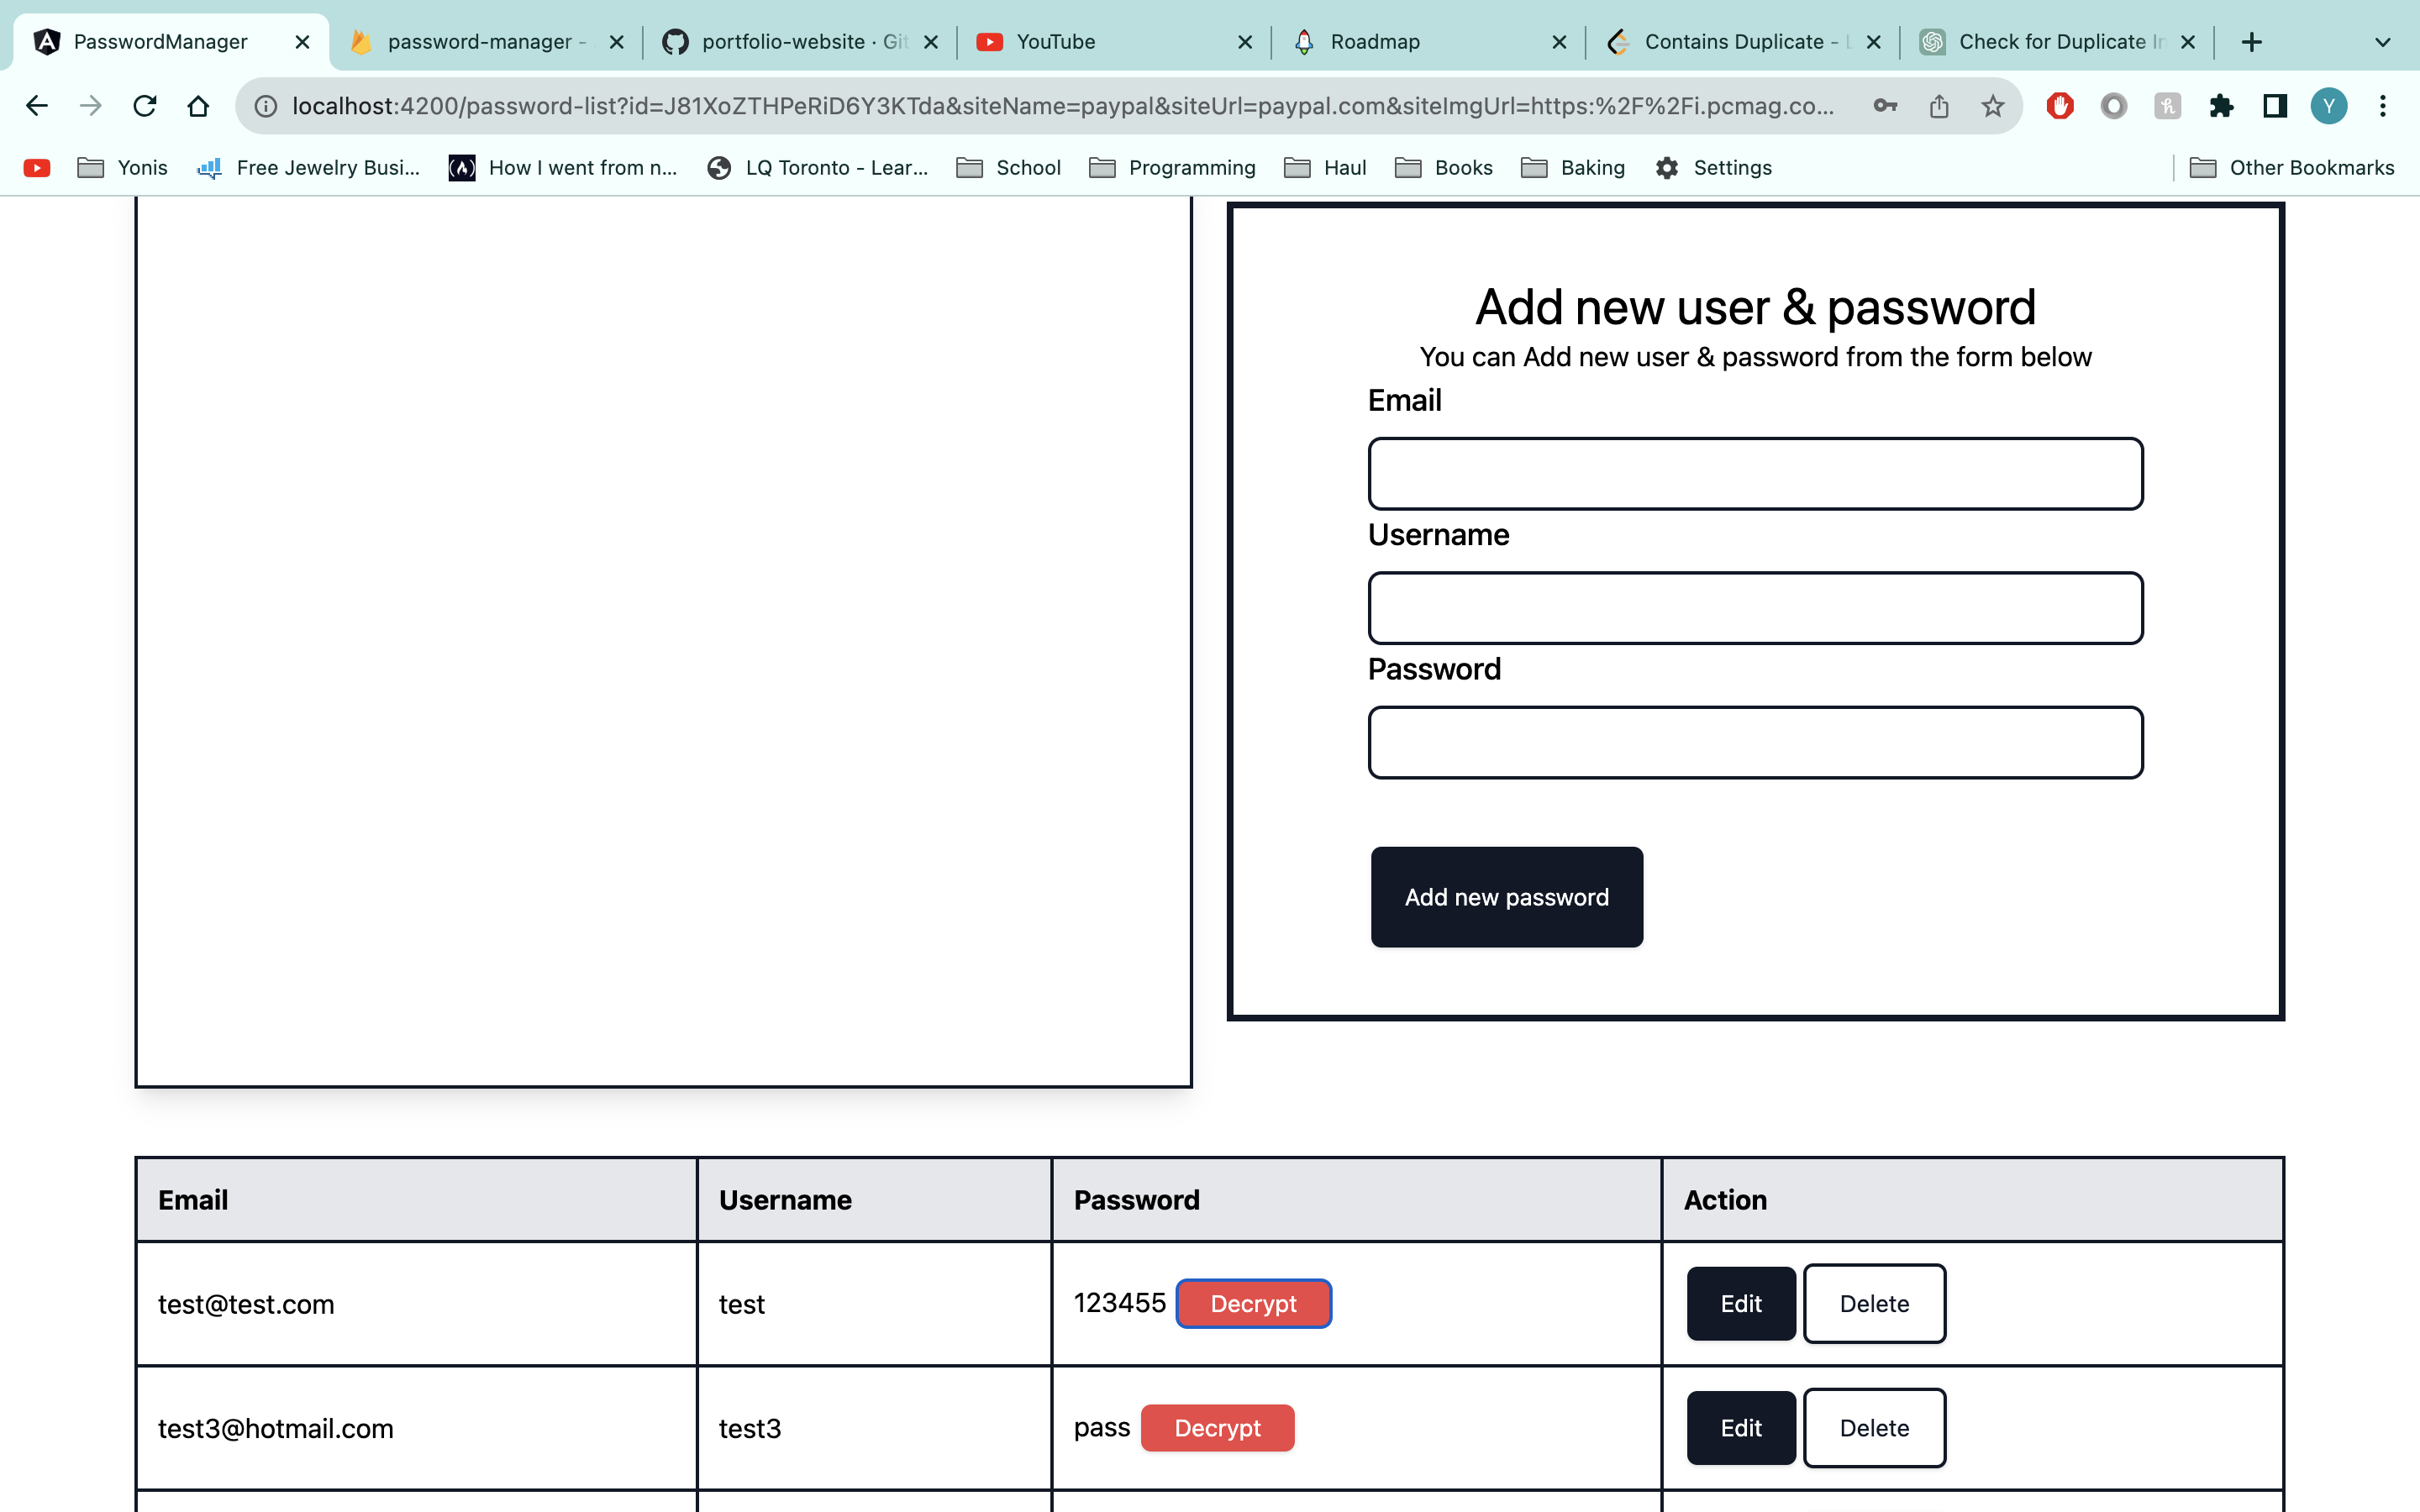 PasswordManager
password-manager -
portfolio-website · Git
YouTube
Roadmap
Contains Duplicate - L
Check for Duplicate In
localhost:4200/password-list?id=J81XoZTHPeRiD6Y3KTda&siteName=paypal&siteUrl=paypal.com&siteImgUrl=https:%2F%2Fi.pcmag.co...
Y
Yonis
Free Jewelry Busi...
How I went from n...
LQ Toronto - Lear...
School
Programming
Haul
Books
Baking
Settings
Other Bookmarks
Add new user & password
You can Add new user & password from the form below
Email
Username
Password
Add new password
Email Username Password Action
test@test.com test 123455 Decrypt Edit Delete
test3@hotmail.com test3 pass Decrypt Edit Delete